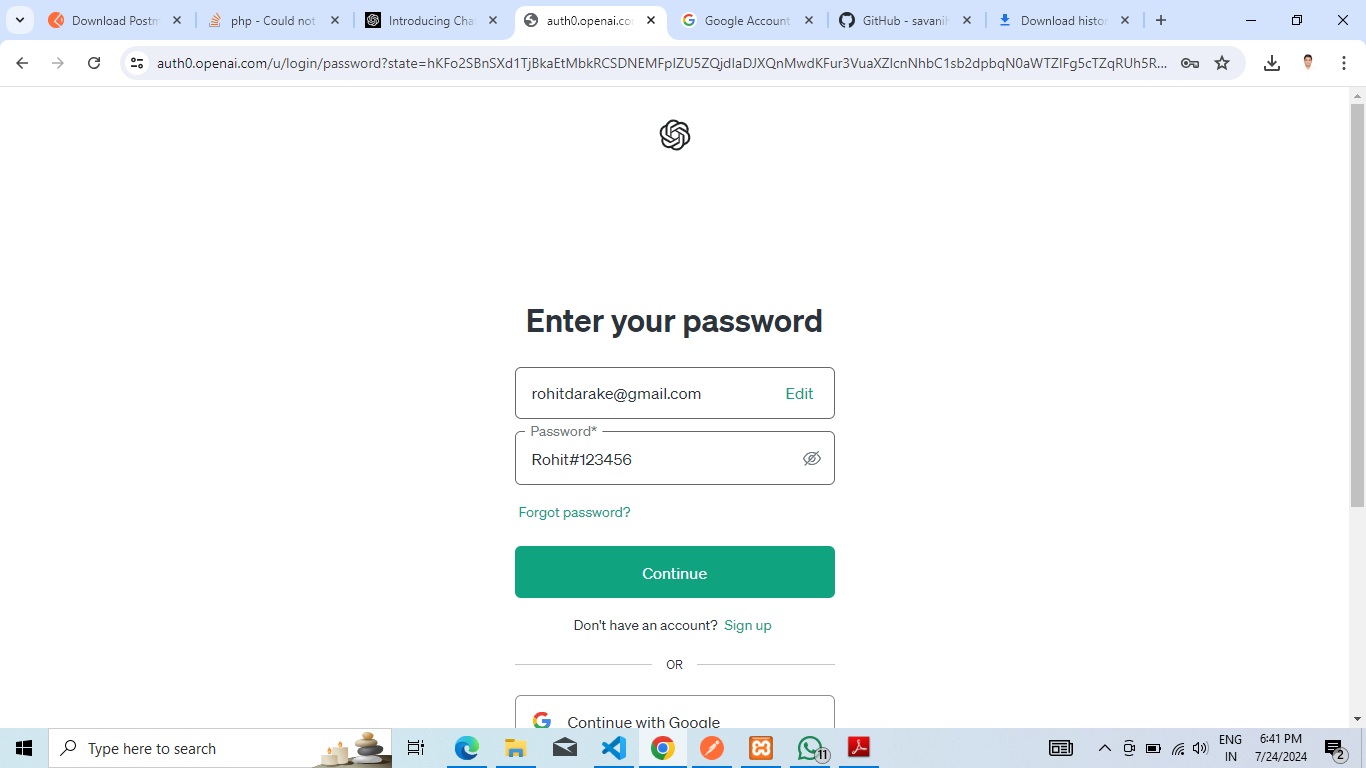 Download Postm
php - Could not
Introducing Cha
auth0.openai.co
Google Account
GitHub - savanih
Download histor
auth0.openai.com/u/login/password?state=hKFo2SBnSXd1TjBkaEtMbkRCSDNEMFpIZU5ZQjdIaDJXQnMwdKFur3VuaXZlcnNhbC1sb2dpbqN0aWTZIFg5cTZqRUh5R...
Enter your password
rohitdarake@gmail.com Edit
Password*
Rohit#123456
Forgot password?
Continue
Don't have an account? Sign up
OR
Continue with Google
Type here to search
11
ENG
IN
6:41 PM
7/24/2024
2